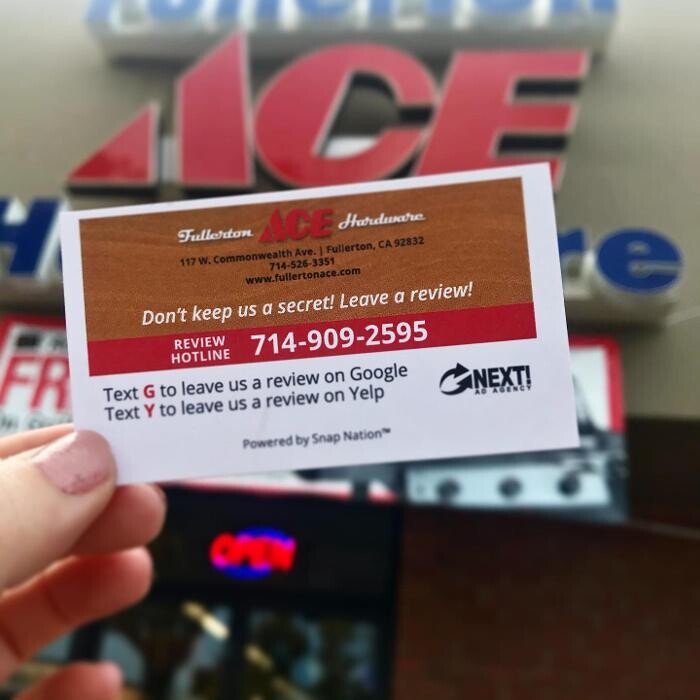 Fullerton
ACE
Fullerton ACE Hardware
117 W. Commonwealth Ave. | Fullerton, CA 92832
714-526-3351
www.fullertonace.com
Don't keep us a secret! Leave a review!
REVIEW HOTLINE 714-909-2595
Text G to leave us a review on Google
Text Y to leave us a review on Yelp
NEXT!
AD AGENCY
Powered by Snap Nation™
FR
OPEN